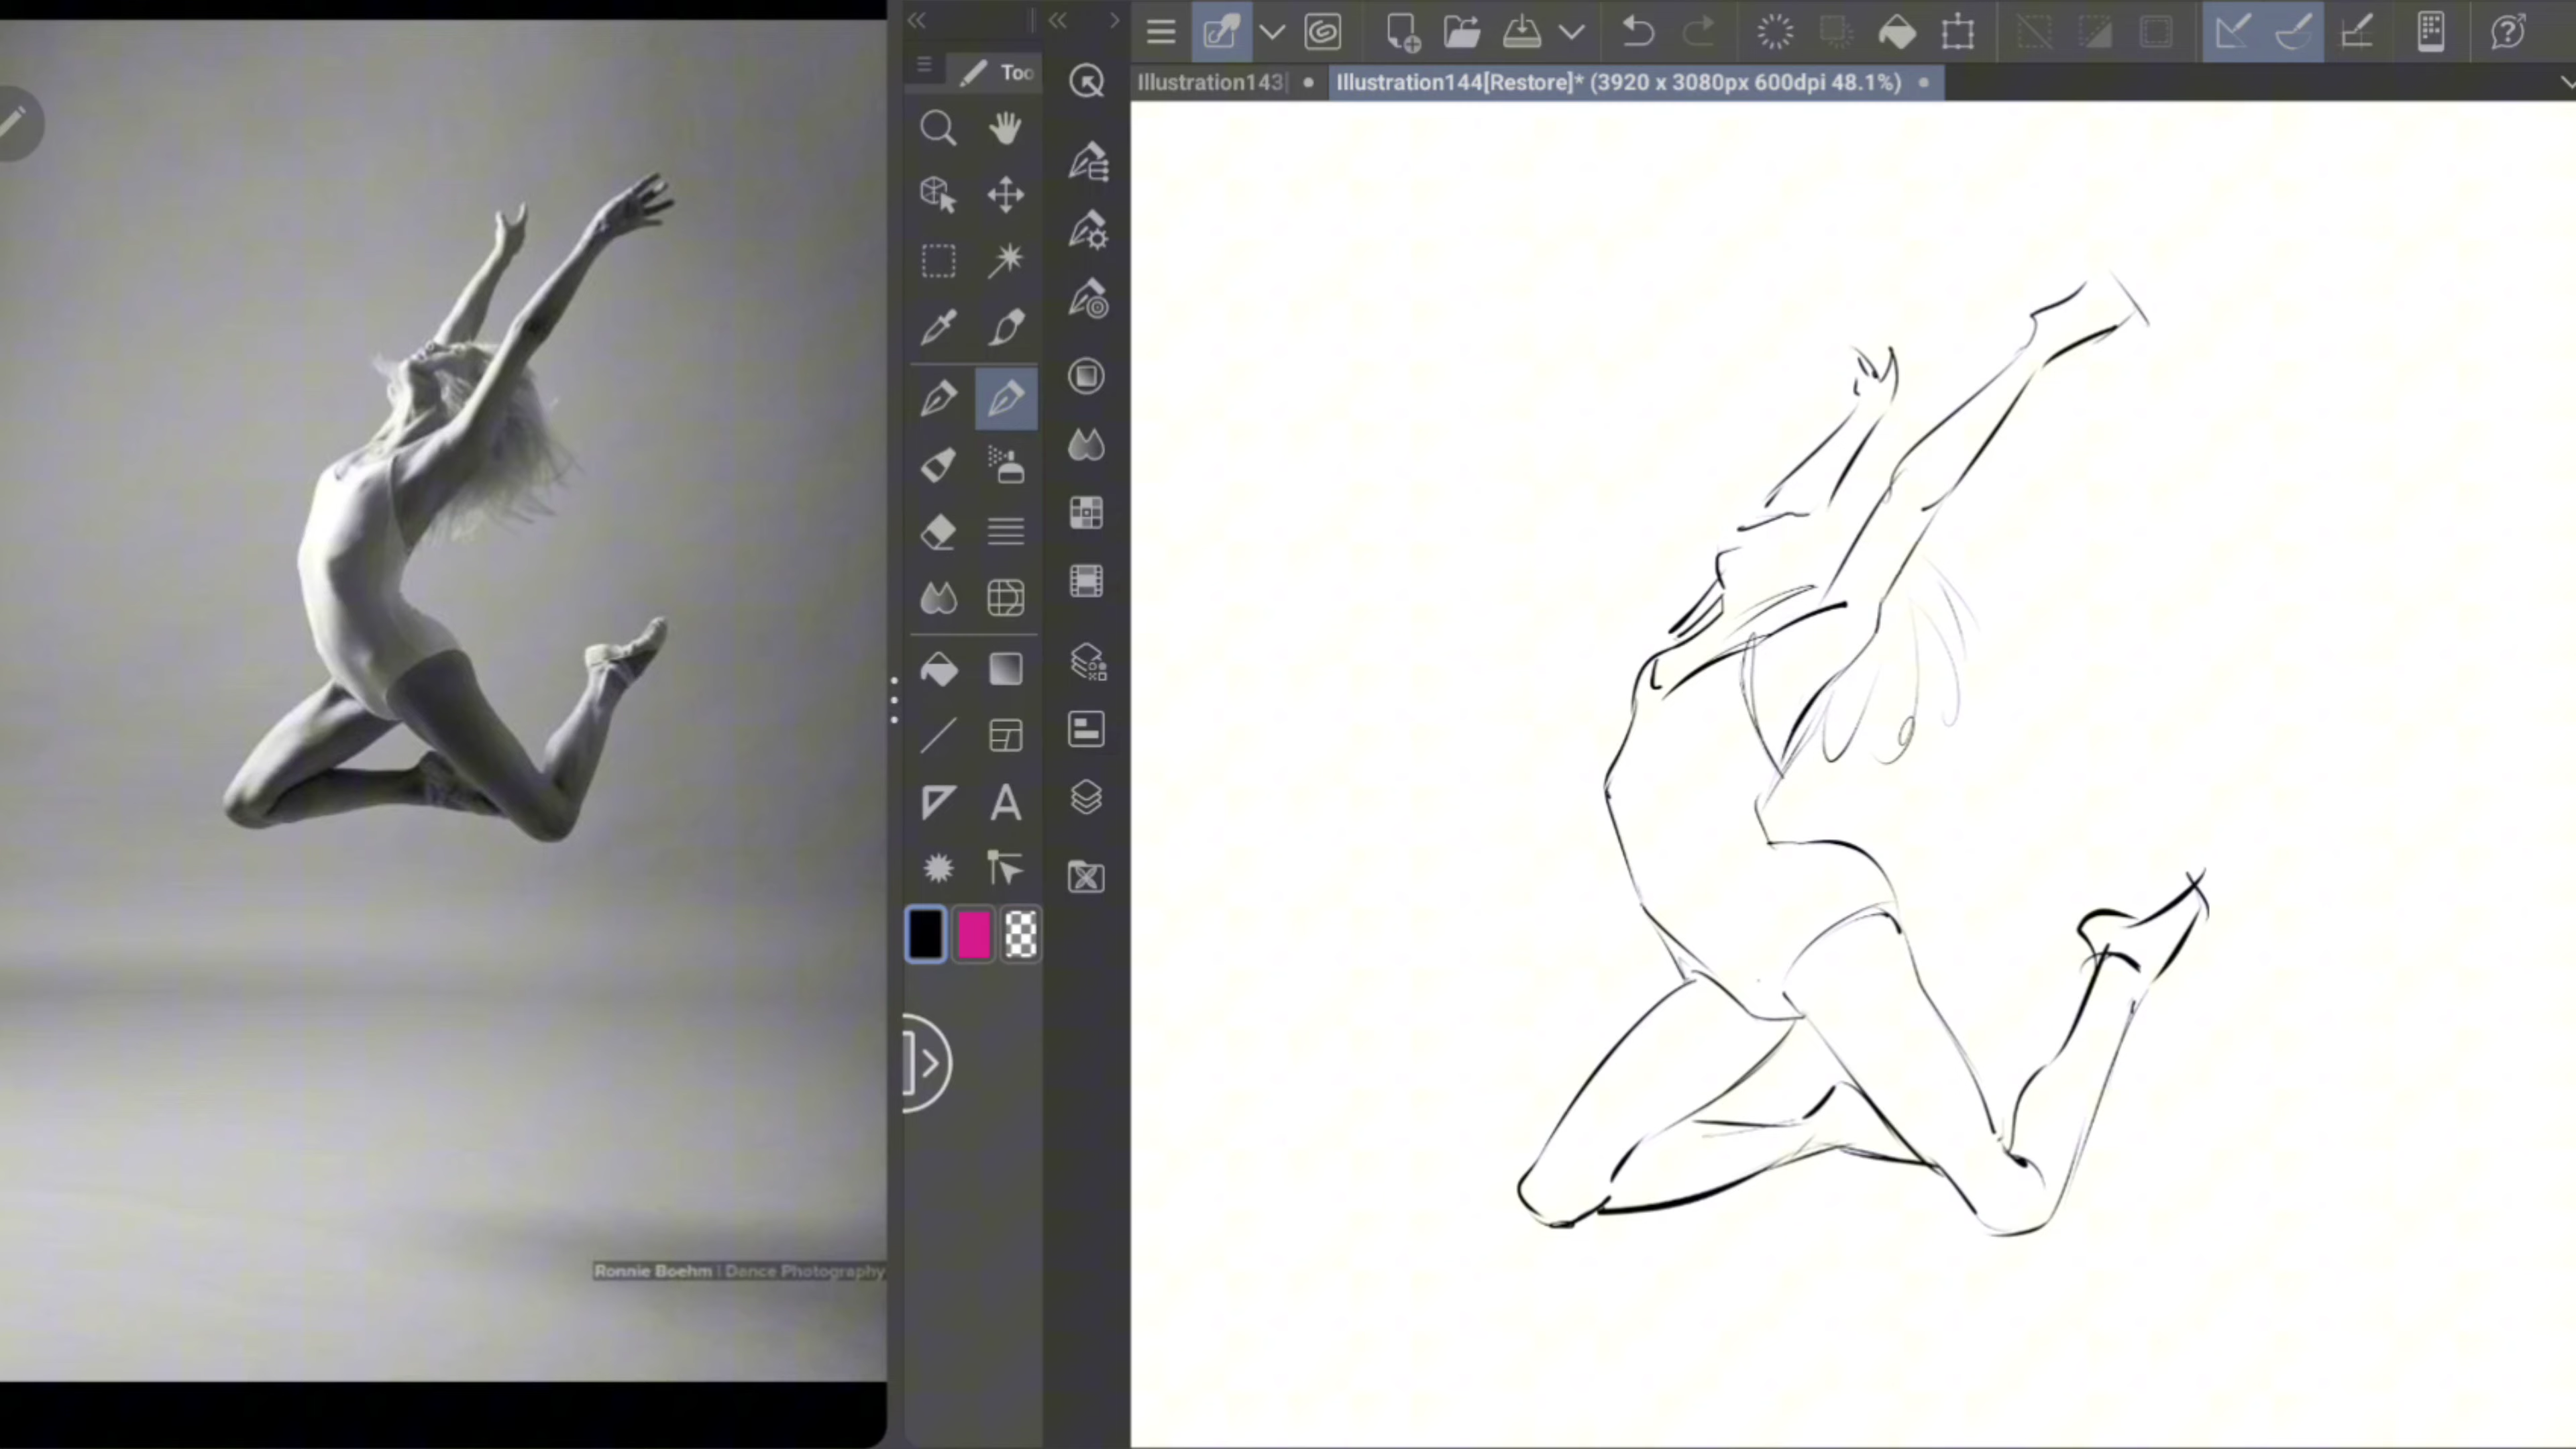 Too
Illustration143
Illustration144[Restore]* (3920 x 3080px 600dpi 48.1%)
A
Ronnie Boehm | Dance Photography